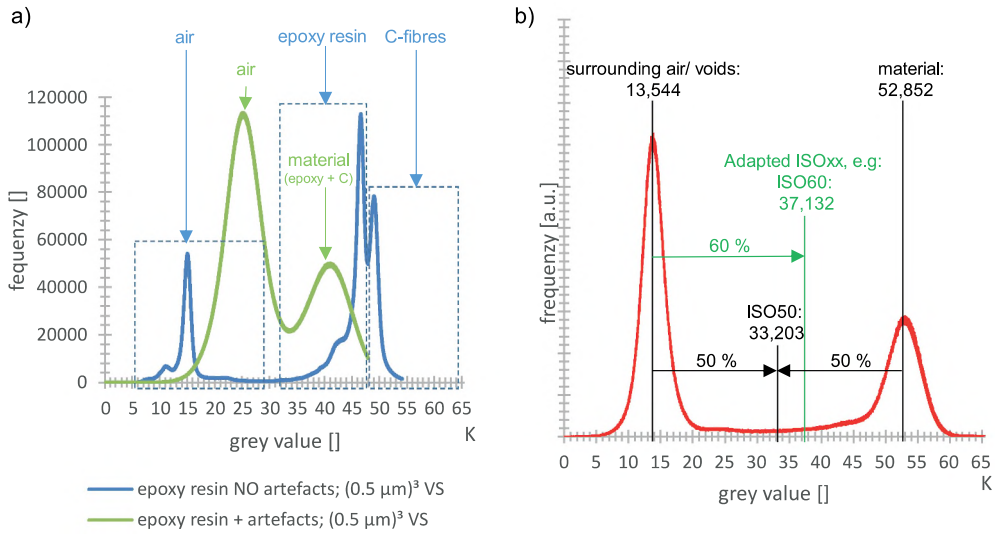 a)
air
epoxy resin
C-fibres
air
material
(epoxy + C)
fequenzy []
120000
100000
80000
60000
40000
20000
0
0 5 10 15 20 25 30 35 40 45 50 55 60 65
K
grey value []
epoxy resin NO artefacts; (0.5 µm)³ VS
epoxy resin + artefacts; (0.5 µm)³ VS
b)
surrounding air/ voids:
13,544
material:
52,852
Adapted ISOxx, e.g:
ISO60:
37,132
60 %
ISO50:
33,203
50 %
50 %
frequenzy [a.u.]
0 5 10 15 20 25 30 35 40 45 50 55 60 65
K
grey value []